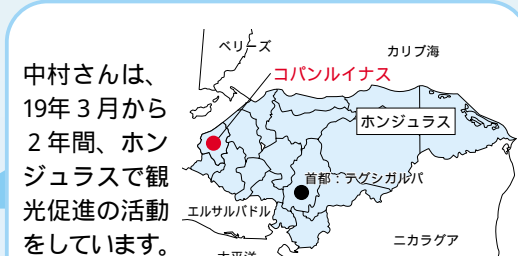 中村さんは、
19年3月から
2年間、ホン
ジュラスで観
光促進の活動
をしています。
ベリーズ
カリブ海
コパンルイナス
ホンジュラス
首都:テグシガルパ
エルサルバドル
ニカラグア
太平洋